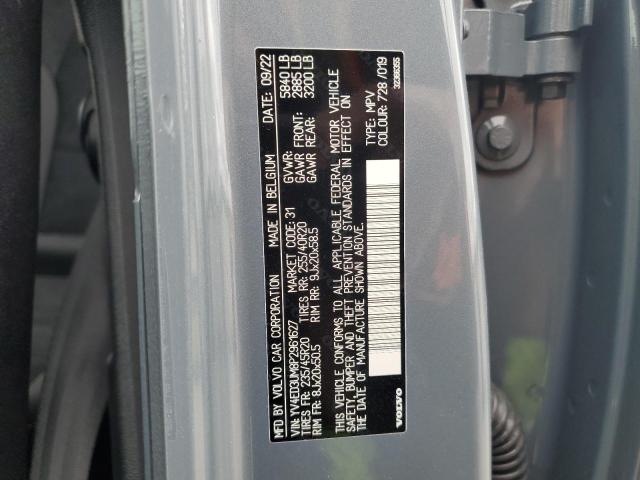 MFD BY VOLVO CAR CORPORATION MADE IN BELGIUM DATE: 09/22
VIN: YV4ED3UM8P2961627 MARKET CODE: 31 GVWR: 5840 LB
TIRES FR: 235/45R20 TIRES RR: 255/40R20 GAWR FRONT: 2885 LB
RIM FR: 8Jx20x50.5 RIM RR: 9Jx20x58.5 GAWR REAR: 3200 LB
THIS VEHICLE CONFORMS TO ALL APPLICABLE FEDERAL MOTOR VEHICLE
SAFETY, BUMPER AND THEFT PREVENTION STANDARDS IN EFFECT ON
THE DATE OF MANUFACTURE SHOWN ABOVE.
TYPE: MPV
COLOUR: 728 /019
VOLVO 32366355